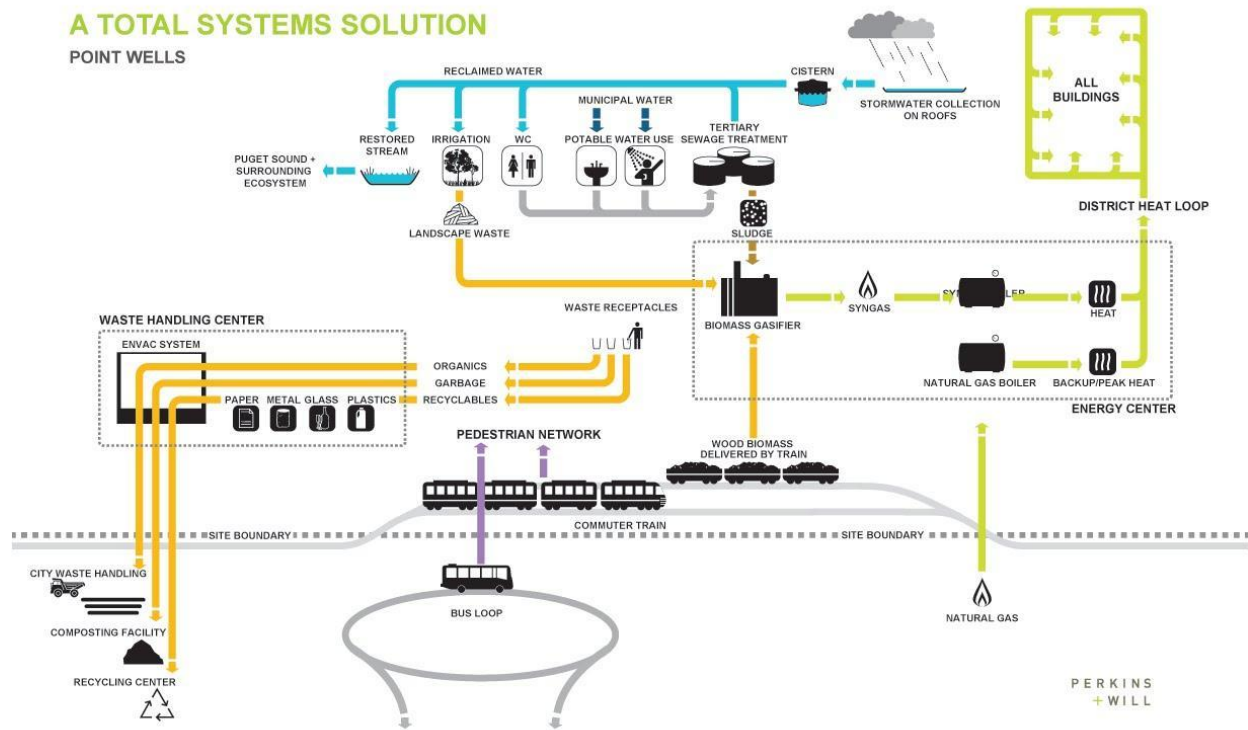 A TOTAL SYSTEMS SOLUTION
POINT WELLS
RECLAIMED WATER
CISTERN
STORMWATER COLLECTION
ON ROOFS
ALL
BUILDINGS
MUNICIPAL WATER
RESTORED
STREAM
IRRIGATION
WC
POTABLE WATER USE
TERTIARY
SEWAGE TREATMENT
PUGET SOUND +
SURROUNDING
ECOSYSTEM
LANDSCAPE WASTE
SLUDGE
DISTRICT HEAT LOOP
WASTE RECEPTACLES
BIOMASS GASIFIER
SYNGAS
HEAT
WASTE HANDLING CENTER
ENVAC SYSTEM
ORGANICS
GARBAGE
RECYCLABLES
PAPER
METAL
GLASS
PLASTICS
NATURAL GAS BOILER
BACKUP/PEAK HEAT
ENERGY CENTER
PEDESTRIAN NETWORK
WOOD BIOMASS
DELIVERED BY TRAIN
COMMUTER TRAIN
SITE BOUNDARY
SITE BOUNDARY
CITY WASTE HANDLING
COMPOSTING FACILITY
RECYCLING CENTER
BUS LOOP
NATURAL GAS
PERKINS
+ WILL